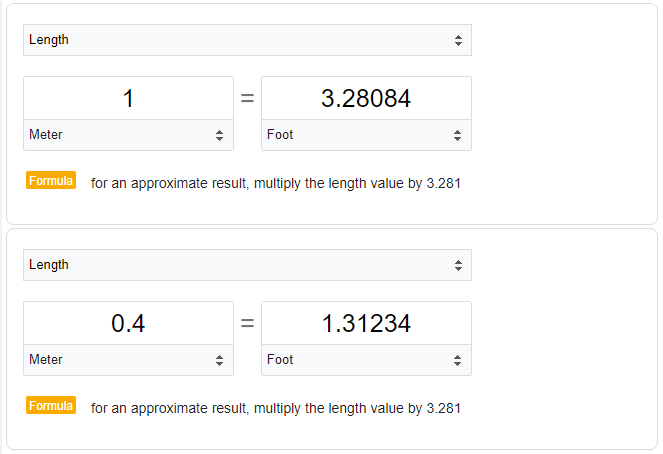 Length
1 = 3.28084
Meter Foot
Formula for an approximate result, multiply the length value by 3.281
Length
0.4 = 1.31234
Meter Foot
Formula for an approximate result, multiply the length value by 3.281